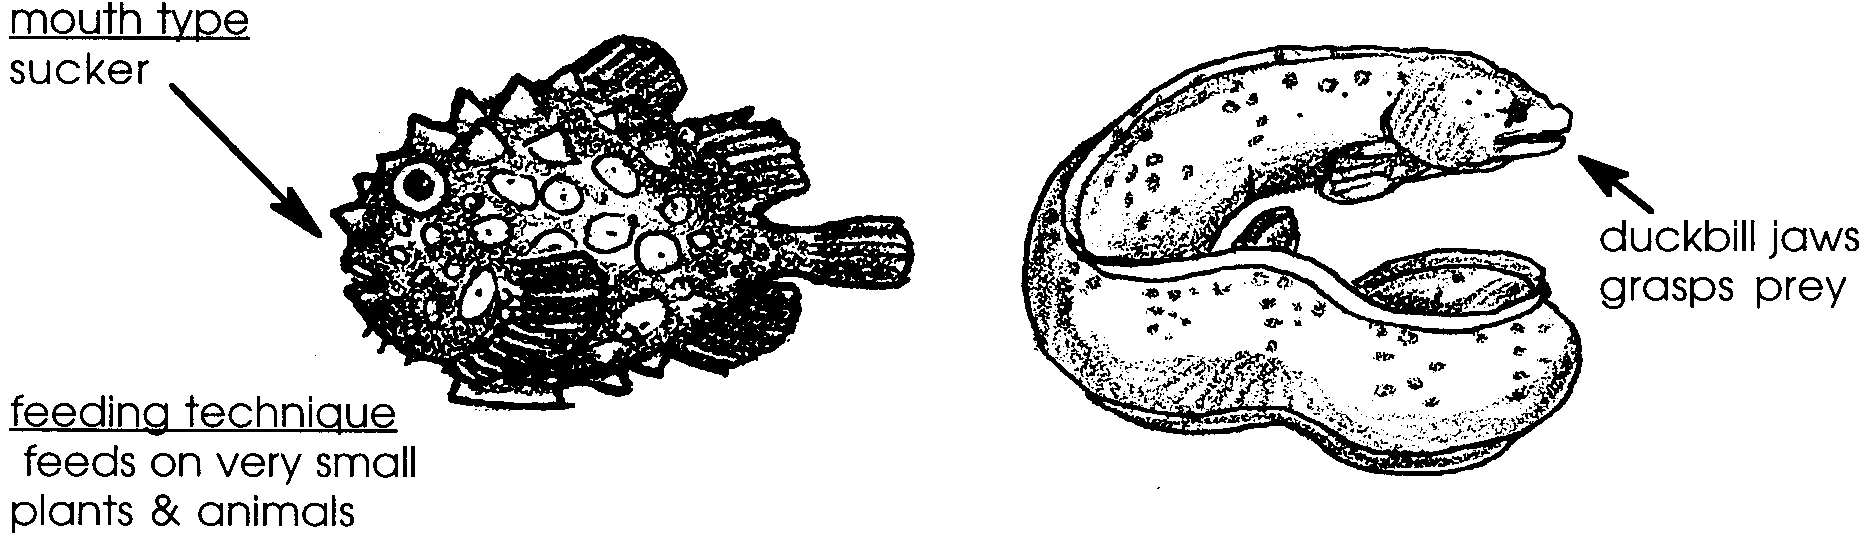 mouth type
sucker
feeding technique
feeds on very small
plants & animals
duckbill jaws
grasps prey